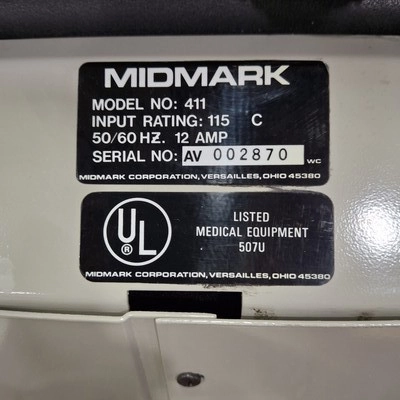 MIDMARK
MODEL NO: 411
INPUT RATING: 115 C
50/60 HZ. 12 AMP
SERIAL NO: AV 002870 WC
MIDMARK CORPORATION, VERSAILLES, OHIO 45380
UL ®
LISTED
MEDICAL EQUIPMENT
507U
MIDMARK CORPORATION, VERSAILLES, OHIO 45380